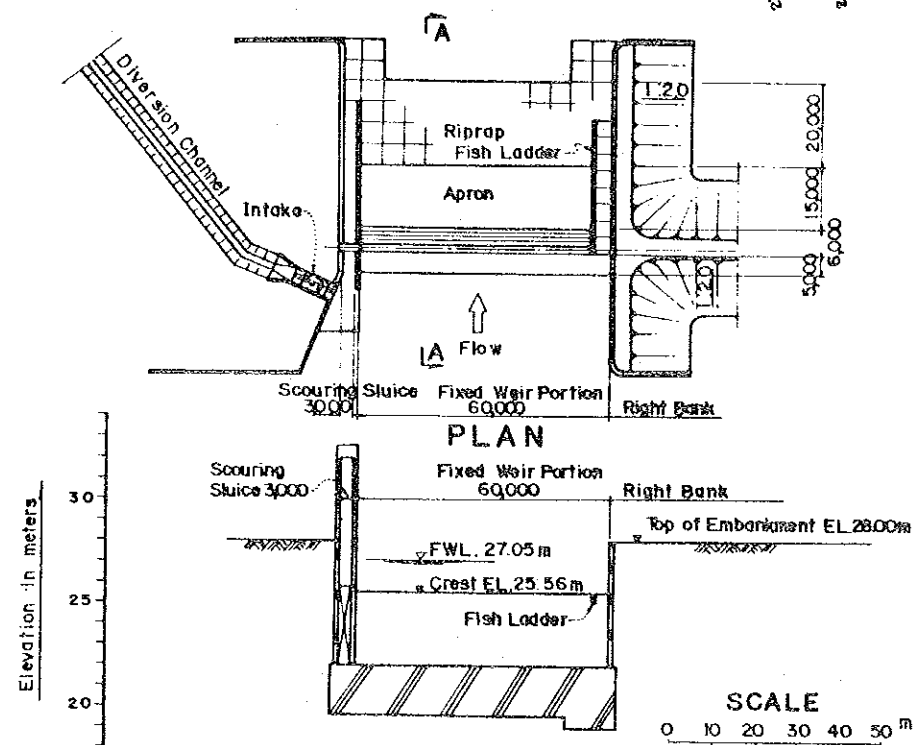 A
Diversion Channel
Intake
Riprap
Fish Ladder
Apron
1:2.0
20,000
15,000
6,000
5,000
1:2.0
A Flow
Scouring Sluice
3,000
Fixed Weir Portion
60,000
Right Bank
PLAN
Scouring
Sluice 3,000
Fixed Weir Portion
60,000
Right Bank
Top of Embankment EL.28.00m
FWL. 27.05 m
Crest EL. 25.56 m
Fish Ladder
Elevation in meters
30
25
20
SCALE
0 10 20 30 40 50 m